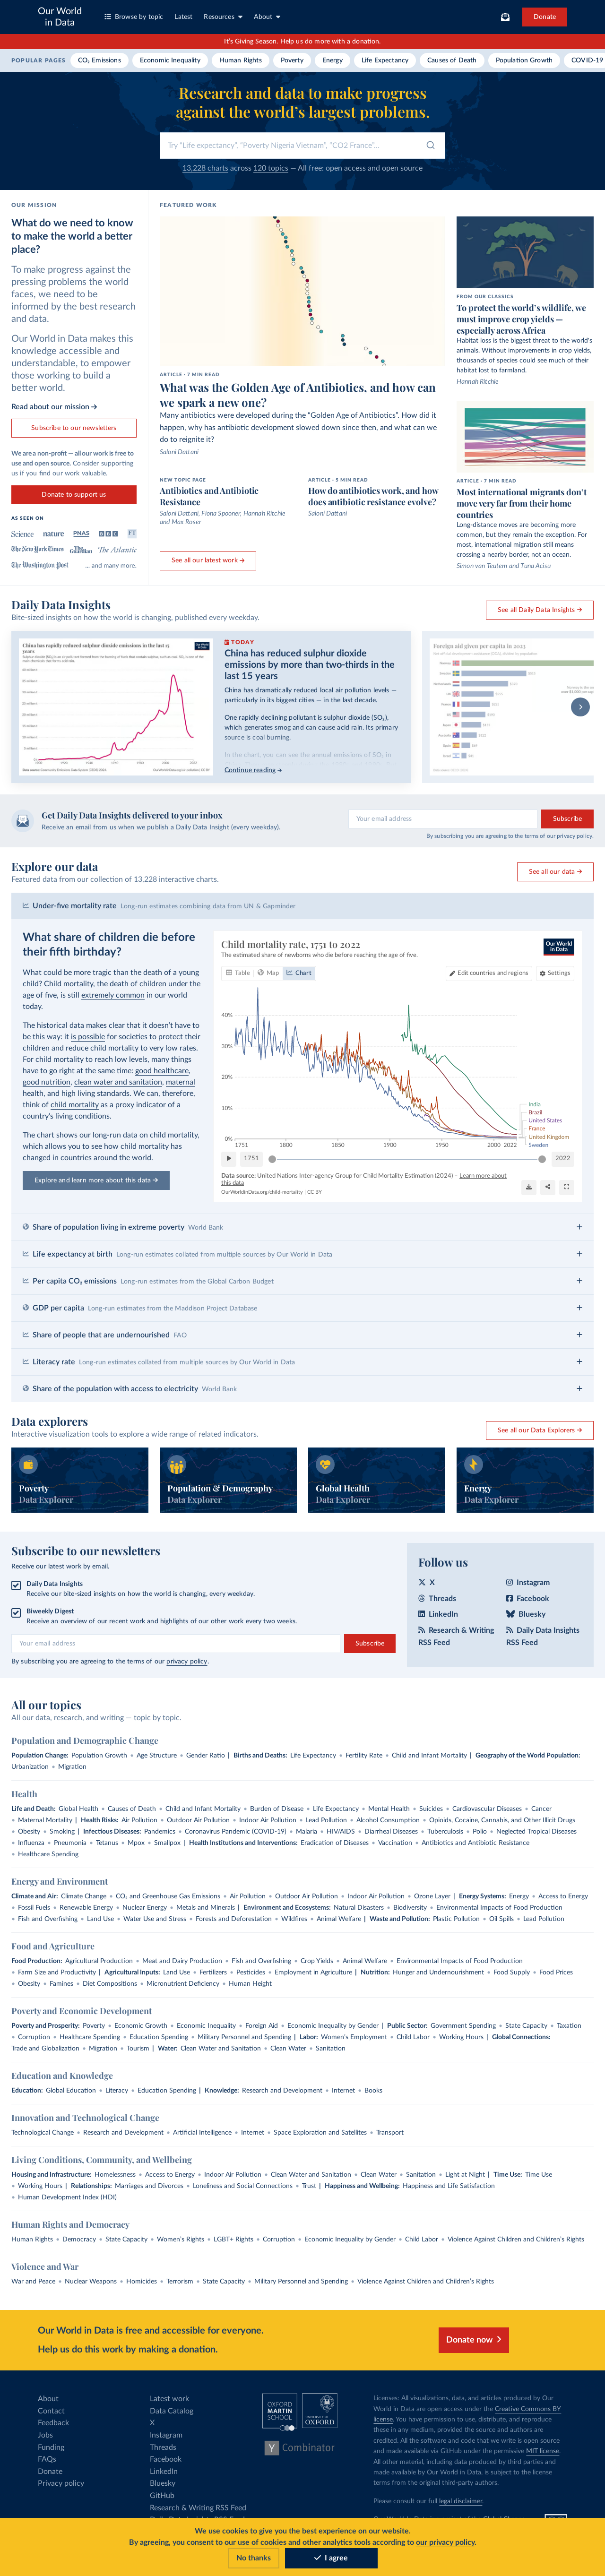 Our World
in Data
Browse by topic
Latest
Resources
About
Donate
It's Giving Season. Help us do more with a donation.
POPULAR PAGES
CO₂ Emissions
Economic Inequality
Human Rights
Poverty
Energy
Life Expectancy
Causes of Death
Population Growth
COVID-19
Research and data to make progress
against the world's largest problems.
Try "Life expectancy", "Poverty Nigeria Vietnam", "CO2 France"...
13,228 charts across 120 topics — All free: open access and open source
OUR MISSION
What do we need to know
to make the world a better
place?
To make progress against the
pressing problems the world
faces, we need to be
informed by the best research
and data.
Our World in Data makes this
knowledge accessible and
understandable, to empower
those working to build a
better world.
Read about our mission →
Subscribe to our newsletters
We are a non-profit — all our work is free to
use and open source. Consider supporting
us if you find our work valuable.
Donate to support us
AS SEEN ON
Science
nature
PNAS
BBC
FT
The New York Times
The Guardian
The Atlantic
The Washington Post
... and many more.
FEATURED WORK
ARTICLE - 7 MIN READ
What was the Golden Age of Antibiotics, and how can
we spark a new one?
Many antibiotics were developed during the "Golden Age of Antibiotics". How did it
happen, why has antibiotic development slowed down since then, and what can we
do to reignite it?
Saloni Dattani
NEW TOPIC PAGE
Antibiotics and Antibiotic
Resistance
Saloni Dattani, Fiona Spooner, Hannah Ritchie
and Max Roser
ARTICLE - 5 MIN READ
How do antibiotics work, and how
does antibiotic resistance evolve?
Saloni Dattani
See all our latest work →
FROM OUR CLASSICS
To protect the world's wildlife, we
must improve crop yields —
especially across Africa
Habitat loss is the biggest threat to the world's
animals. Without improvements in crop yields,
thousands of species could see much of their
habitat lost to farmland.
Hannah Ritchie
ARTICLE - 7 MIN READ
Most international migrants don't
move very far from their home
countries
Long-distance moves are becoming more
common, but they remain the exception. For
most, international migration still means
crossing a nearby border, not an ocean.
Simon van Teutem and Tuna Acisu
Daily Data Insights
Bite-sized insights on how the world is changing, published every weekday.
See all Daily Data Insights →
China has rapidly reduced sulphur dioxide emissions in the last 15
years
TODAY
China has reduced sulphur dioxide
emissions by more than two-thirds in the
last 15 years
China has dramatically reduced local air pollution levels —
particularly in its biggest cities — in the last decade.
One rapidly declining pollutant is sulphur dioxide (SO₂),
which generates smog and can cause acid rain. Its primary
source is coal burning.
In the chart, you can see the annual emissions of SO₂ in
Continue reading →
Foreign aid given per capita in 2023
Get Daily Data Insights delivered to your inbox
Receive an email from us when we publish a Daily Data Insight (every weekday).
Your email address
Subscribe
By subscribing you are agreeing to the terms of our privacy policy.
Explore our data
Featured data from our collection of 13,228 interactive charts.
See all our data →
Under-five mortality rate Long-run estimates combining data from UN & Gapminder
What share of children die before
their fifth birthday?
What could be more tragic than the death of a young
child? Child mortality, the death of children under the
age of five, is still extremely common in our world
today.
The historical data makes clear that it doesn't have to
be this way: it is possible for societies to protect their
children and reduce child mortality to very low rates.
For child mortality to reach low levels, many things
have to go right at the same time: good healthcare,
good nutrition, clean water and sanitation, maternal
health, and high living standards. We can, therefore,
think of child mortality as a proxy indicator of a
country's living conditions.
The chart shows our long-run data on child mortality,
which allows you to see how child mortality has
changed in countries around the world.
Explore and learn more about this data →
Child mortality rate, 1751 to 2022
The estimated share of newborns who die before reaching the age of five.
Our World
in Data
Table
Map
Chart
Edit countries and regions
Settings
40%
30%
20%
10%
0%
1751
1800
1850
1900
1950
2000
2022
India
Brazil
United States
France
United Kingdom
Sweden
1751
2022
Data source: United Nations Inter-agency Group for Child Mortality Estimation (2024) – Learn more about
this data
OurWorldinData.org/child-mortality | CC BY
Share of population living in extreme poverty World Bank
Life expectancy at birth Long-run estimates collated from multiple sources by Our World in Data
Per capita CO₂ emissions Long-run estimates from the Global Carbon Budget
GDP per capita Long-run estimates from the Maddison Project Database
Share of people that are undernourished FAO
Literacy rate Long-run estimates collated from multiple sources by Our World in Data
Share of the population with access to electricity World Bank
Data explorers
Interactive visualization tools to explore a wide range of related indicators.
See all our Data Explorers →
Poverty
Data Explorer
Population & Demography
Data Explorer
Global Health
Data Explorer
Energy
Data Explorer
Subscribe to our newsletters
Receive our latest work by email.
Daily Data Insights
Receive our bite-sized insights on how the world is changing, every weekday.
Biweekly Digest
Receive an overview of our recent work and highlights of our other work every two weeks.
Your email address
Subscribe
By subscribing you are agreeing to the terms of our privacy policy.
Follow us
X
Threads
LinkedIn
Research & Writing
RSS Feed
Instagram
Facebook
Bluesky
Daily Data Insights
RSS Feed
All our topics
All our data, research, and writing — topic by topic.
Population and Demographic Change
Population Change: Population Growth • Age Structure • Gender Ratio | Births and Deaths: Life Expectancy • Fertility Rate • Child and Infant Mortality | Geography of the World Population:
Urbanization • Migration
Health
Life and Death: Global Health • Causes of Death • Child and Infant Mortality • Burden of Disease • Life Expectancy • Mental Health • Suicides • Cardiovascular Diseases • Cancer
• Maternal Mortality | Health Risks: Air Pollution • Outdoor Air Pollution • Indoor Air Pollution • Lead Pollution • Alcohol Consumption • Opioids, Cocaine, Cannabis, and Other Illicit Drugs
• Obesity • Smoking | Infectious Diseases: Pandemics • Coronavirus Pandemic (COVID-19) • Malaria • HIV/AIDS • Diarrheal Diseases • Tuberculosis • Polio • Neglected Tropical Diseases
• Influenza • Pneumonia • Tetanus • Mpox • Smallpox | Health Institutions and Interventions: Eradication of Diseases • Vaccination • Antibiotics and Antibiotic Resistance
• Healthcare Spending
Energy and Environment
Climate and Air: Climate Change • CO₂ and Greenhouse Gas Emissions • Air Pollution • Outdoor Air Pollution • Indoor Air Pollution • Ozone Layer | Energy Systems: Energy • Access to Energy
• Fossil Fuels • Renewable Energy • Nuclear Energy • Metals and Minerals | Environment and Ecosystems: Natural Disasters • Biodiversity • Environmental Impacts of Food Production
• Fish and Overfishing • Land Use • Water Use and Stress • Forests and Deforestation • Wildfires • Animal Welfare | Waste and Pollution: Plastic Pollution • Oil Spills • Lead Pollution
Food and Agriculture
Food Production: Agricultural Production • Meat and Dairy Production • Fish and Overfishing • Crop Yields • Animal Welfare • Environmental Impacts of Food Production
• Farm Size and Productivity | Agricultural Inputs: Land Use • Fertilizers • Pesticides • Employment in Agriculture | Nutrition: Hunger and Undernourishment • Food Supply • Food Prices
• Obesity • Famines • Diet Compositions • Micronutrient Deficiency • Human Height
Poverty and Economic Development
Poverty and Prosperity: Poverty • Economic Growth • Economic Inequality • Foreign Aid • Economic Inequality by Gender | Public Sector: Government Spending • State Capacity • Taxation
• Corruption • Healthcare Spending • Education Spending • Military Personnel and Spending | Labor: Women's Employment • Child Labor • Working Hours | Global Connections:
Trade and Globalization • Migration • Tourism | Water: Clean Water and Sanitation • Clean Water • Sanitation
Education and Knowledge
Education: Global Education • Literacy • Education Spending | Knowledge: Research and Development • Internet • Books
Innovation and Technological Change
Technological Change • Research and Development • Artificial Intelligence • Internet • Space Exploration and Satellites • Transport
Living Conditions, Community, and Wellbeing
Housing and Infrastructure: Homelessness • Access to Energy • Indoor Air Pollution • Clean Water and Sanitation • Clean Water • Sanitation • Light at Night | Time Use: Time Use
• Working Hours | Relationships: Marriages and Divorces • Loneliness and Social Connections • Trust | Happiness and Wellbeing: Happiness and Life Satisfaction
• Human Development Index (HDI)
Human Rights and Democracy
Human Rights • Democracy • State Capacity • Women's Rights • LGBT+ Rights • Corruption • Economic Inequality by Gender • Child Labor • Violence Against Children and Children's Rights
Violence and War
War and Peace • Nuclear Weapons • Homicides • Terrorism • State Capacity • Military Personnel and Spending • Violence Against Children and Children's Rights
Our World in Data is free and accessible for everyone.
Help us do this work by making a donation.
Donate now
About
Contact
Feedback
Jobs
Funding
FAQs
Donate
Privacy policy
Latest work
Data Catalog
X
Instagram
Threads
Facebook
LinkedIn
Bluesky
GitHub
Research & Writing RSS Feed
OXFORD
MARTIN
SCHOOL
UNIVERSITY OF
OXFORD
Y Combinator
Licenses: All visualizations, data, and articles produced by Our
World in Data are open access under the Creative Commons BY
license. You have permission to use, distribute, and reproduce
these in any medium, provided the source and authors are
credited. All the software and code that we write is open source
and made available via GitHub under the permissive MIT license.
All other material, including data produced by third parties and
made available by Our World in Data, is subject to the license
terms from the original third-party authors.
Please consult our full legal disclaimer.
We use cookies to give you the best experience on our website.
By agreeing, you consent to our use of cookies and other analytics tools according to our privacy policy.
No thanks
I agree